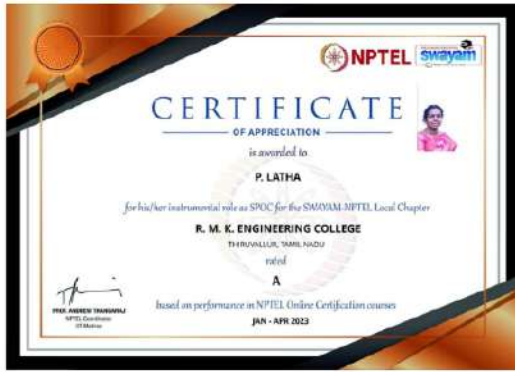 NPTEL swayam
CERTIFICATE
OF APPRECIATION
is awarded to
P. LATHA
for his/her instrumental role as SPOC for the SWAYAM-NPTEL Local Chapter
R. M. K. ENGINEERING COLLEGE
THIRUVALLUR, TAMIL NADU
rated
A
based on performance in NPTEL Online Certification courses
JAN - APR 2023
PROF. ANDREW THANGARAJ
NPTEL Coordinator
IIT Madras